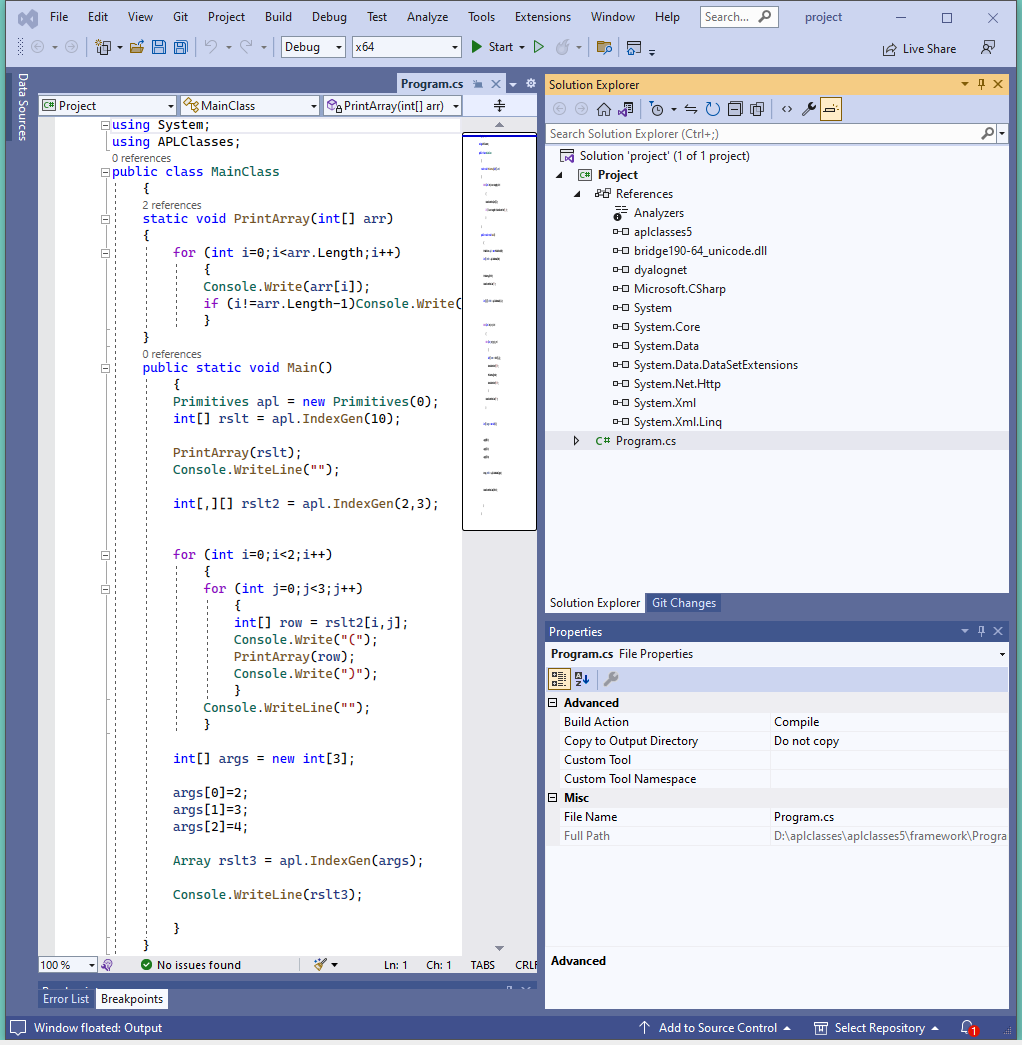 File Edit View Git Project Build Debug Test Analyze Tools Extensions Window Help Search... project
Debug x64 Start Live Share
Data Sources
Program.cs
Project MainClass PrintArray(int[] arr)
using System;
using APLClasses;
0 references
public class MainClass
{
2 references
static void PrintArray(int[] arr)
{
for (int i=0;i<arr.Length;i++)
{
Console.Write(arr[i]);
if (i!=arr.Length-1)Console.Write(
}
}
0 references
public static void Main()
{
Primitives apl = new Primitives(0);
int[] rslt = apl.IndexGen(10);
PrintArray(rslt);
Console.WriteLine("");
int[,][] rslt2 = apl.IndexGen(2,3);
for (int i=0;i<2;i++)
{
for (int j=0;j<3;j++)
{
int[] row = rslt2[i,j];
Console.Write("(");
PrintArray(row);
Console.Write(")");
}
Console.WriteLine("");
}
int[] args = new int[3];
args[0]=2;
args[1]=3;
args[2]=4;
Array rslt3 = apl.IndexGen(args);
Console.WriteLine(rslt3);
}
}
100 % No issues found Ln: 1 Ch: 1 TABS CRLF
Error List Breakpoints
Solution Explorer
Search Solution Explorer (Ctrl+;)
Solution 'project' (1 of 1 project)
C# Project
References
Analyzers
aplclasses5
bridge190-64_unicode.dll
dyalognet
Microsoft.CSharp
System
System.Core
System.Data
System.Data.DataSetExtensions
System.Net.Http
System.Xml
System.Xml.Linq
C# Program.cs
Solution Explorer Git Changes
Properties
Program.cs File Properties
Advanced
Build Action Compile
Copy to Output Directory Do not copy
Custom Tool
Custom Tool Namespace
Misc
File Name Program.cs
Full Path D:\aplclasses\aplclasses5\framework\Progra
Advanced
Window floated: Output Add to Source Control Select Repository 1